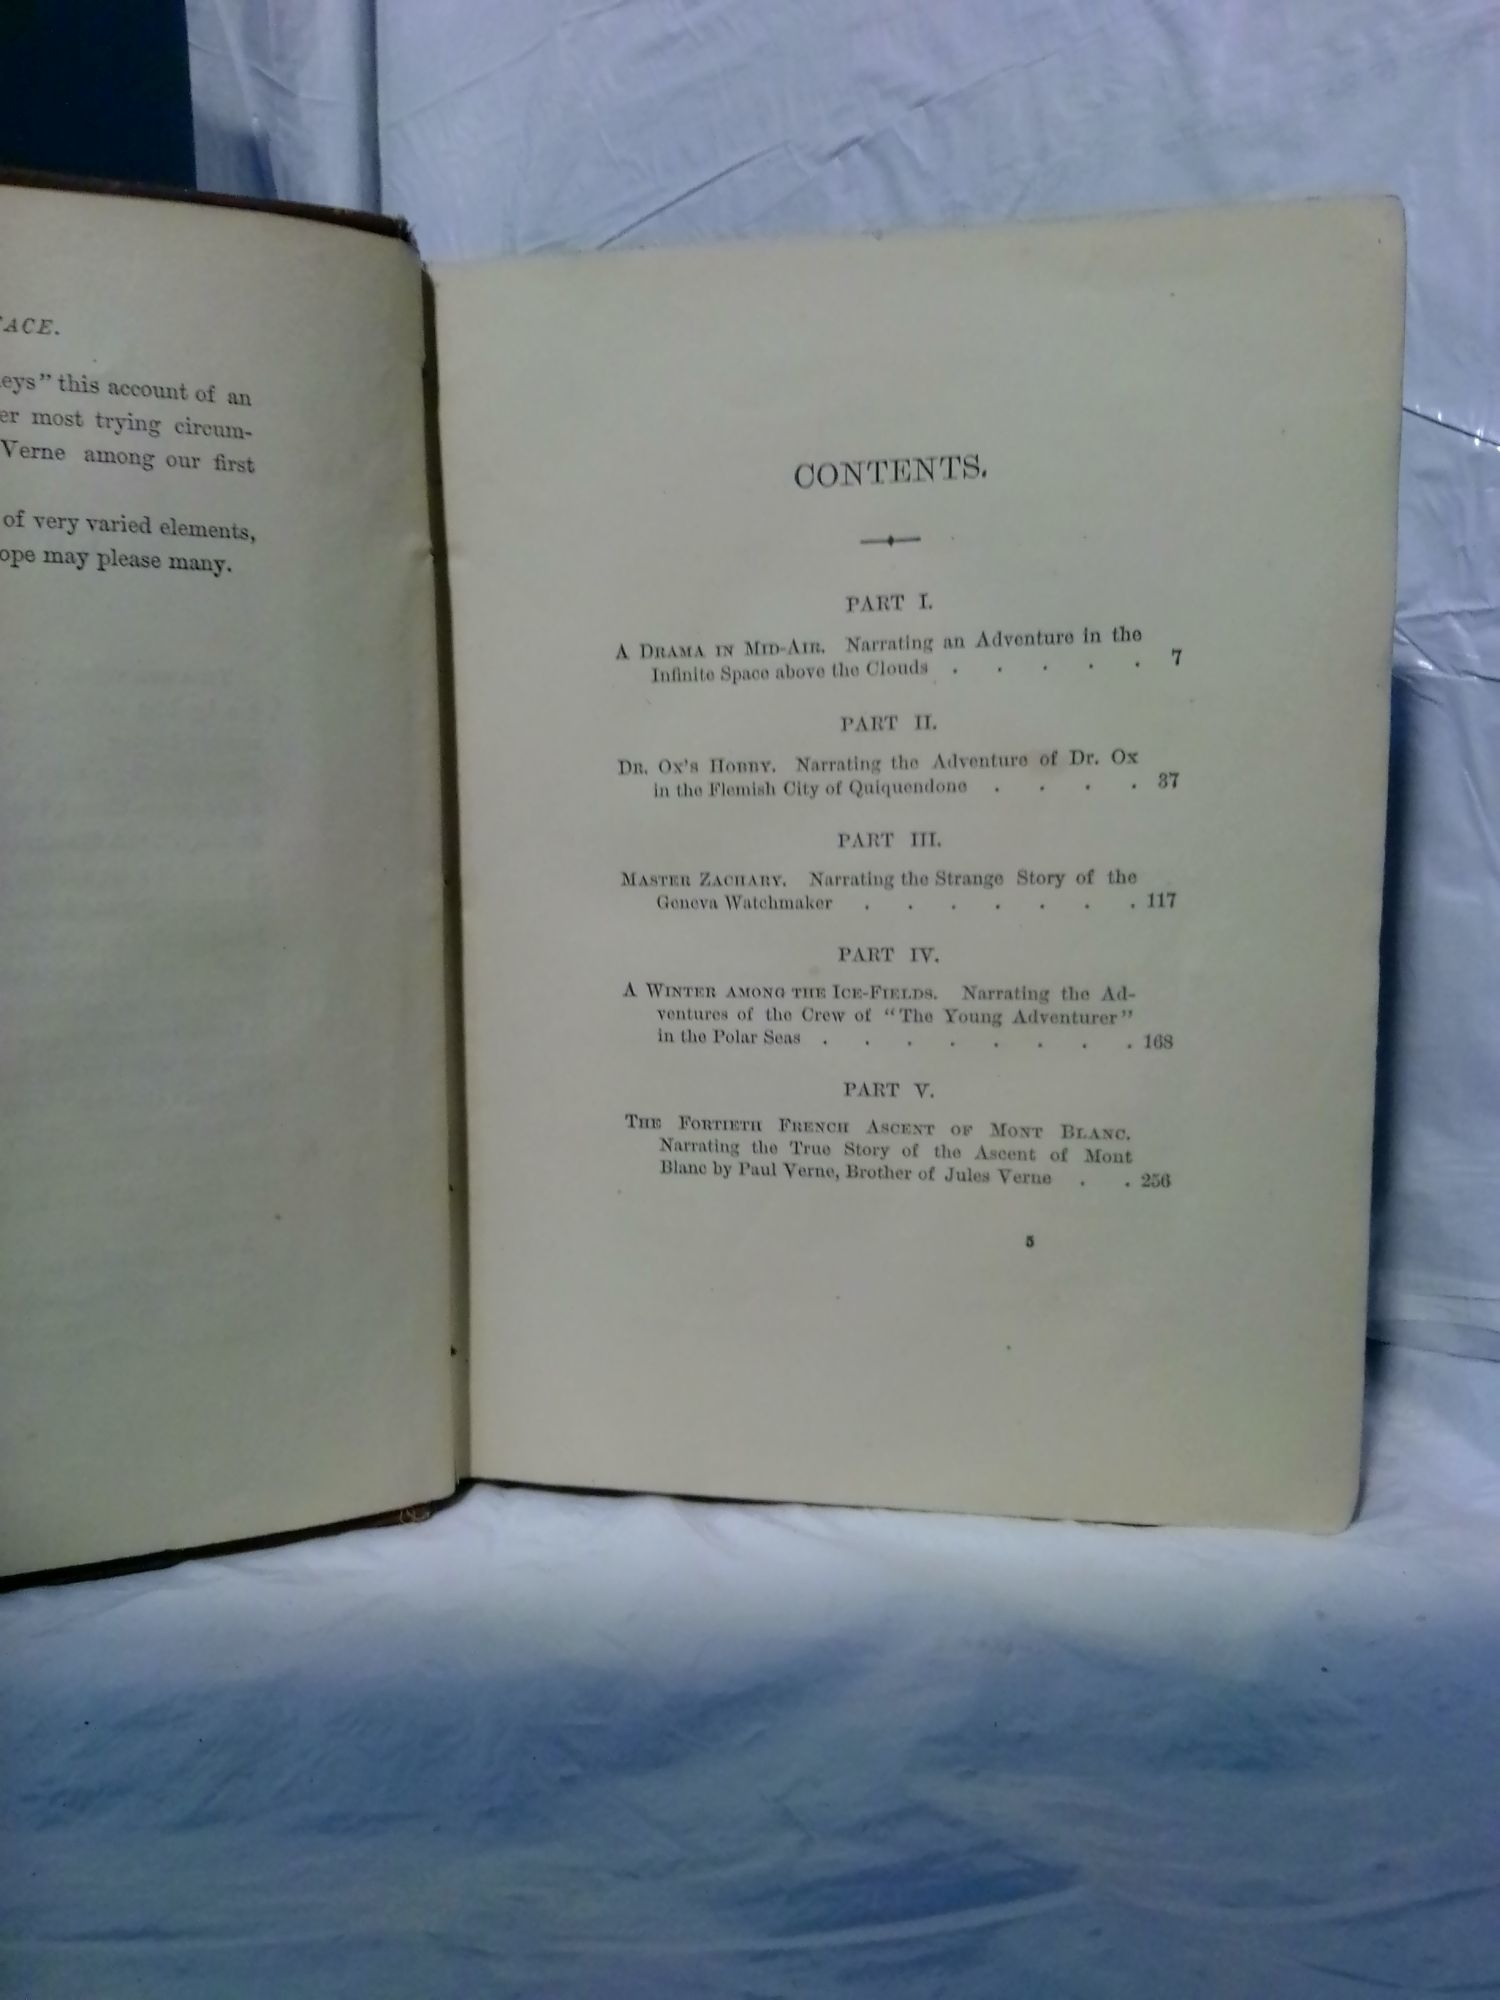 ACE.
eys" this account of an
er most trying circum-
Verne among our first
of very varied elements,
ope may please many.
CONTENTS.
PART I.
A DRAMA IN MID-AIR. Narrating an Adventure in the
Infinite Space above the Clouds . . . . . 7
PART II.
DR. OX'S HOBBY. Narrating the Adventure of Dr. Ox
in the Flemish City of Quiquendone . . . . 37
PART III.
MASTER ZACHARY. Narrating the Strange Story of the
Geneva Watchmaker . . . . . . . 117
PART IV.
A WINTER AMONG THE ICE-FIELDS. Narrating the Ad-
ventures of the Crew of "The Young Adventurer"
in the Polar Seas . . . . . . . . 168
PART V.
THE FORTIETH FRENCH ASCENT OF MONT BLANC.
Narrating the True Story of the Ascent of Mont
Blanc by Paul Verne, Brother of Jules Verne . . 256
5